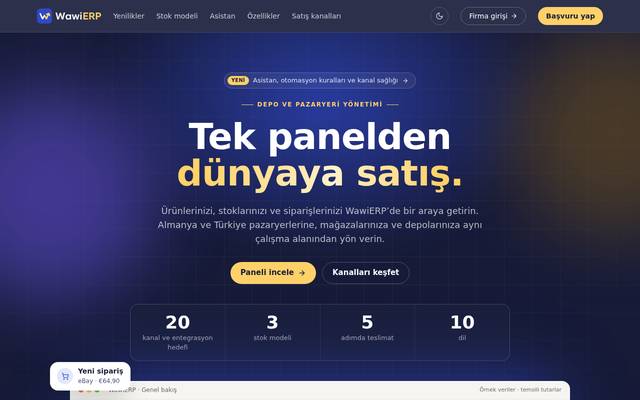 WawiERP
Yenilikler
Stok modeli
Asistan
Özellikler
Satış kanalları
Firma girişi →
Başvuru yap
YENİ Asistan, otomasyon kuralları ve kanal sağlığı →
DEPO VE PAZARYERİ YÖNETİMİ
Tek panelden
dünyaya satış.
Ürünlerinizi, stoklarınızı ve siparişlerinizi WawiERP’de bir araya getirin.
Almanya ve Türkiye pazaryerlerine, mağazalarınıza ve depolarınıza aynı
çalışma alanından yön verin.
Paneli incele →
Kanalları keşfet
20
kanal ve entegrasyon
hedefi
3
stok modeli
5
adımda teslimat
10
dil
Yeni sipariş
eBay · €64,90
WawiERP · Genel bakış
Örnek veriler · temsili tutarlar